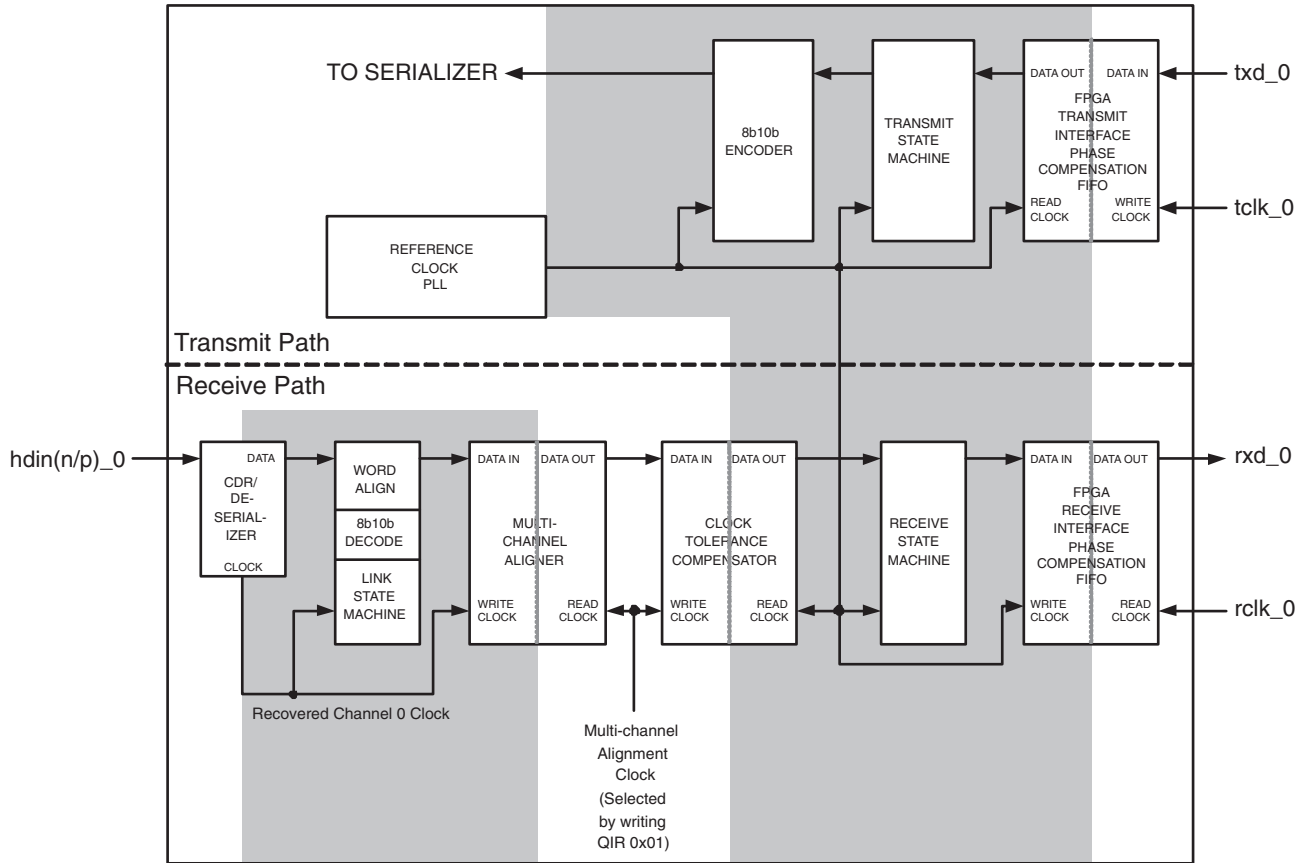 TO SERIALIZER
8b10b
ENCODER
TRANSMIT
STATE
MACHINE
DATA OUT
DATA IN
FPGA
TRANSMIT
INTERFACE
PHASE
COMPENSATION
FIFO
READ
CLOCK
WRITE
CLOCK
txd_0
tclk_0
REFERENCE
CLOCK
PLL
Transmit Path
Receive Path
hdin(n/p)_0
DATA
CDR/
DE-
SERIAL-
IZER
CLOCK
WORD
ALIGN
8b10b
DECODE
LINK
STATE
MACHINE
DATA IN
DATA OUT
MULTI-
CHANNEL
ALIGNER
WRITE
CLOCK
READ
CLOCK
DATA IN
DATA OUT
CLOCK
TOLERANCE
COMPENSATOR
WRITE
CLOCK
READ
CLOCK
RECEIVE
STATE
MACHINE
DATA IN
DATA OUT
FPGA
RECEIVE
INTERFACE
PHASE
COMPENSATION
FIFO
WRITE
CLOCK
READ
CLOCK
rxd_0
rclk_0
Recovered Channel 0 Clock
Multi-channel
Alignment
Clock
(Selected
by writing
QIR 0x01)